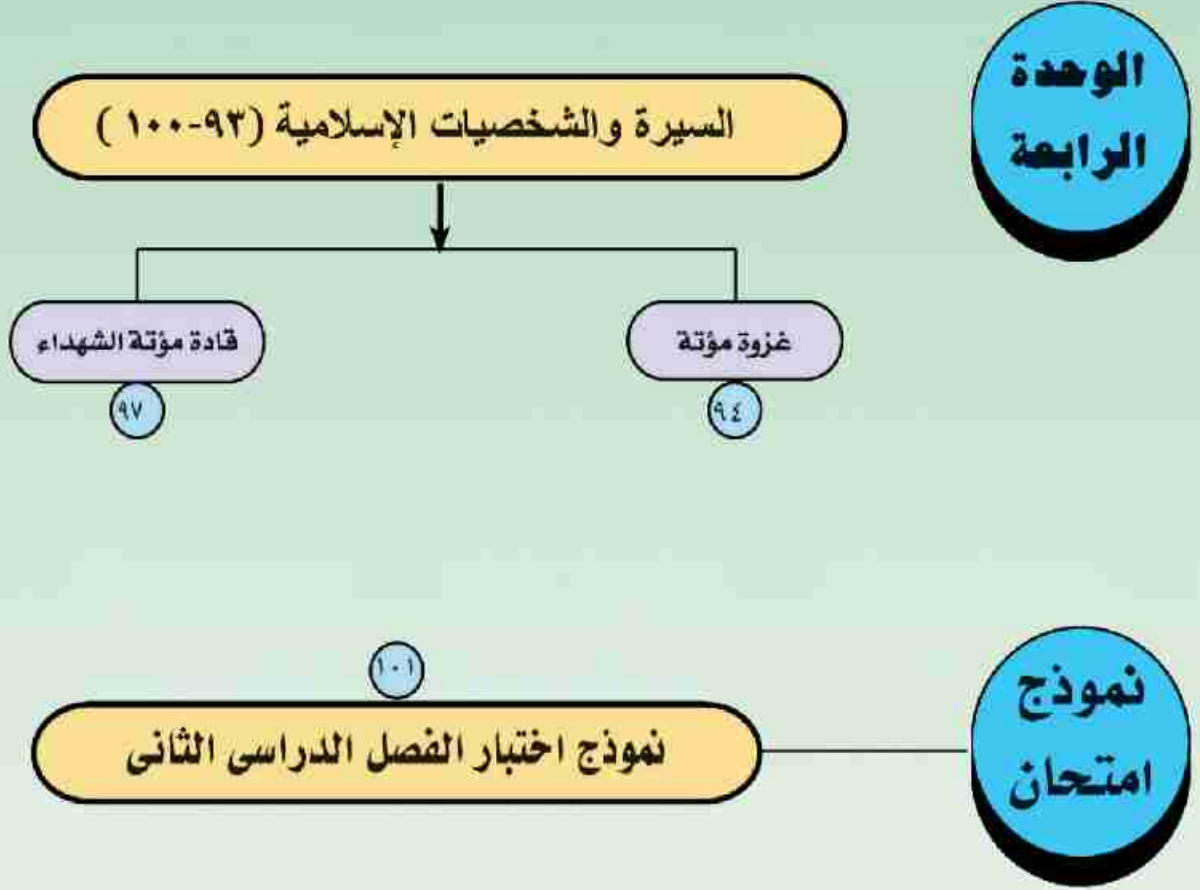 الوحدة
الرابعة
السيرة والشخصيات الإسلامية (٩٣-١٠٠ )
غزوة مؤتة
٩٤
قادة مؤتة الشهداء
٩٧
نموذج
امتحان
١٠١
نموذج اختبار الفصل الدراسى الثانى